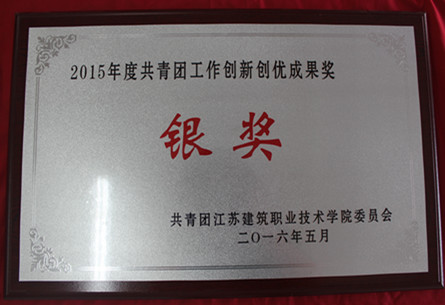 2015年度共青团工作创新创优成果奖
银奖
共青团江苏建筑职业技术学院委员会
二〇一六年五月